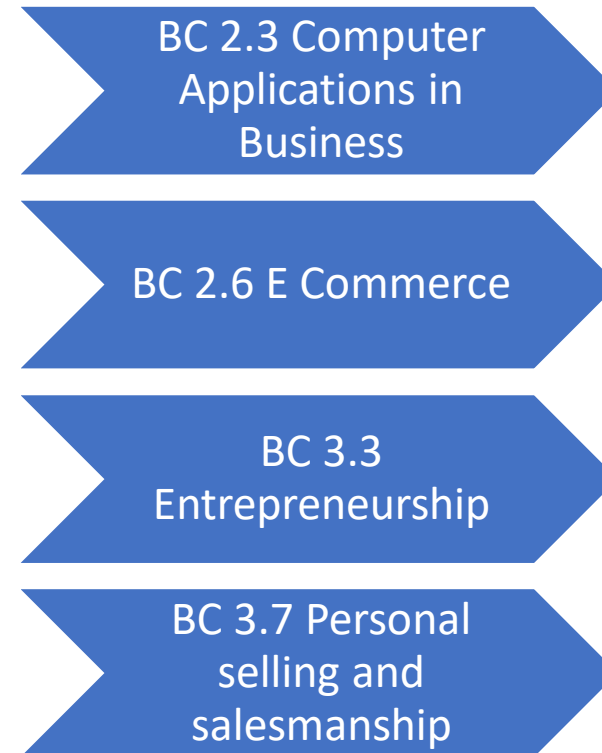 BC 2.3 Computer
Applications in
Business
BC 2.6 E Commerce
BC 3.3
Entrepreneurship
BC 3.7 Personal
selling and
salesmanship